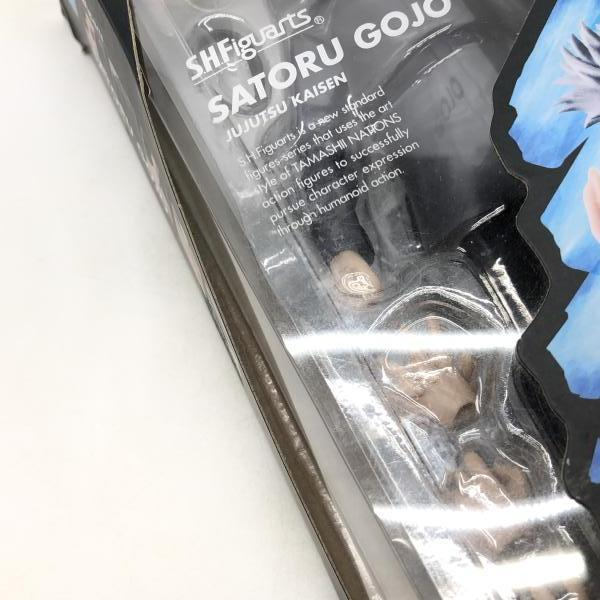 S.H.Figuarts®
SATORU GOJO
JUJUTSU KAISEN
S.H.Figuarts is a new standard
figures-series that uses the art
style of TAMASHII NATIONS
action figures to successfully
pursue character expression
through humanoid action.